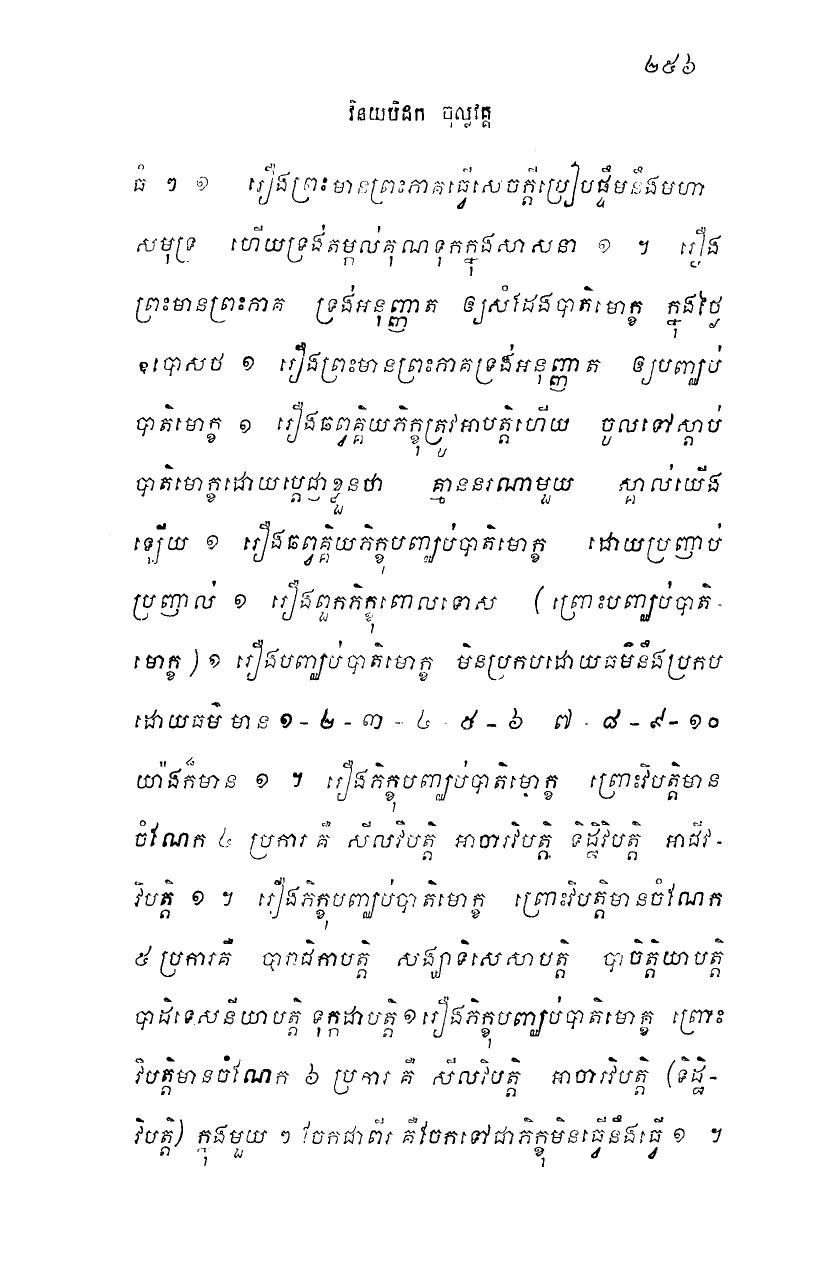 ២៥៦
វិនយបិដក ចុល្លវគ្គ
ធំ ៗ ១ រឿងព្រះមានព្រះភាគធ្វើសេចក្តីប្រៀបផ្ទឹមនឹងមហា
សមុទ្រ ហើយទ្រង់តម្កល់គុណទុកក្នុងសាសនា ១ ។ រឿង
ព្រះមានព្រះភាគ ទ្រង់អនុញ្ញាត ឲ្យសំដែងបាតិមោក្ខ ក្នុងថ្ងៃ
ឧបោសថ ១ រឿងព្រះមានព្រះភាគទ្រង់អនុញ្ញាត ឲ្យបញ្ឈប់
បាតិមោក្ខ ១ រឿងឆព្វគ្គិយភិក្ខុត្រូវអាបត្តិហើយ ចូលទៅស្តាប់
បាតិមោក្ខដោយប្តេជ្ញាខ្លួនថា គ្មាននរណាមួយ ស្គាល់យើង
ឡើយ ១ រឿងឆព្វគ្គិយភិក្ខុបញ្ឈប់បាតិមោក្ខ ដោយប្រញាប់
ប្រញាល់ ១ រឿងពួកភិក្ខុពោលទោស (ព្រោះបញ្ឈប់បាតិ-
មោក្ខ) ១ រឿងបញ្ឈប់បាតិមោក្ខ មិនប្រកបដោយធម៌នឹងប្រកប
ដោយធម៌ មាន ១ - ២ - ៣ - ៤ - ៥ - ៦ ៧ - ៨ - ៩ - ១០
យ៉ាងក៏មាន ១ ។ រឿងភិក្ខុបញ្ឈប់បាតិមោក្ខ ព្រោះវិបត្តិមាន
ចំណែក ៤ ប្រការ គឺ សីលវិបត្តិ អាចារវិបត្តិ ទិដ្ឋិវិបត្តិ អាជីវ-
វិបត្តិ ១ ។ រឿងភិក្ខុបញ្ឈប់បាតិមោក្ខ ព្រោះវិបត្តិមានចំណែក
៥ ប្រការគឺ បារាជិកាបត្តិ សង្ឃាទិសេសាបត្តិ បាចិត្តិយាបត្តិ
បាដិទេសនីយាបត្តិ ទុក្កដាបត្តិ ១ រឿងភិក្ខុបញ្ឈប់បាតិមោក្ខ ព្រោះ
វិបត្តិមានចំណែក ៦ ប្រការ គឺ សីលវិបត្តិ អាចារវិបត្តិ (ទិដ្ឋិ-
វិបត្តិ) ក្នុងមួយ ៗ ចែកជាពីរ គឺចែកទៅជាភិក្ខុមិនធ្វើនឹងធ្វើ ១ ។